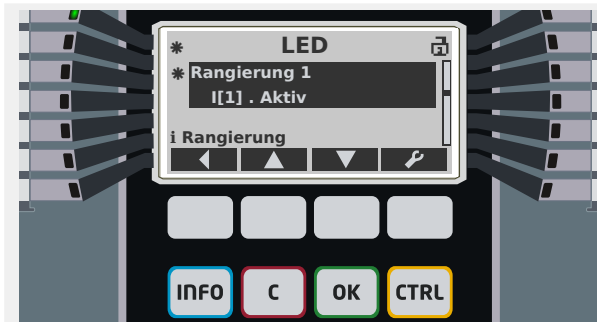 * LED
* Rangierung 1
I[1] . Aktiv
i Rangierung
INFO C OK CTRL